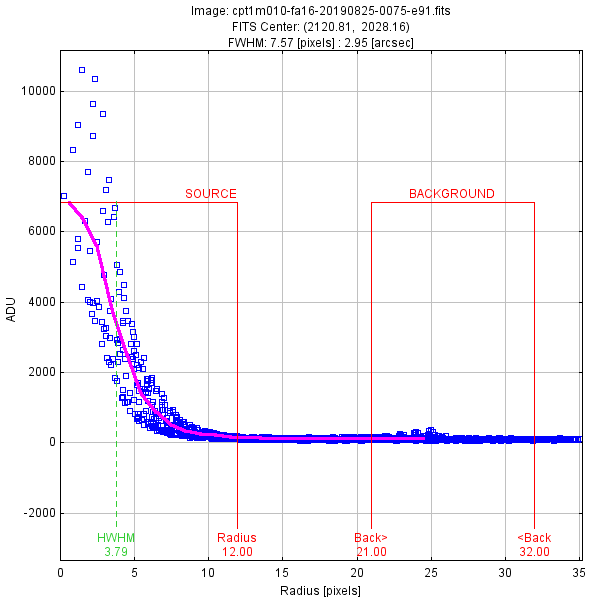 Image: cpt1m010-fa16-20190825-0075-e91.fits
FITS Center: (2120.81, 2028.16)
FWHM: 7.57 [pixels] : 2.95 [arcsec]
10000
8000
6000
4000
2000
0
-2000
ADU
SOURCE
BACKGROUND
HWHM
3.79
Radius
12.00
Back>
21.00
<Back
32.00
0 5 10 15 20 25 30 35
Radius [pixels]